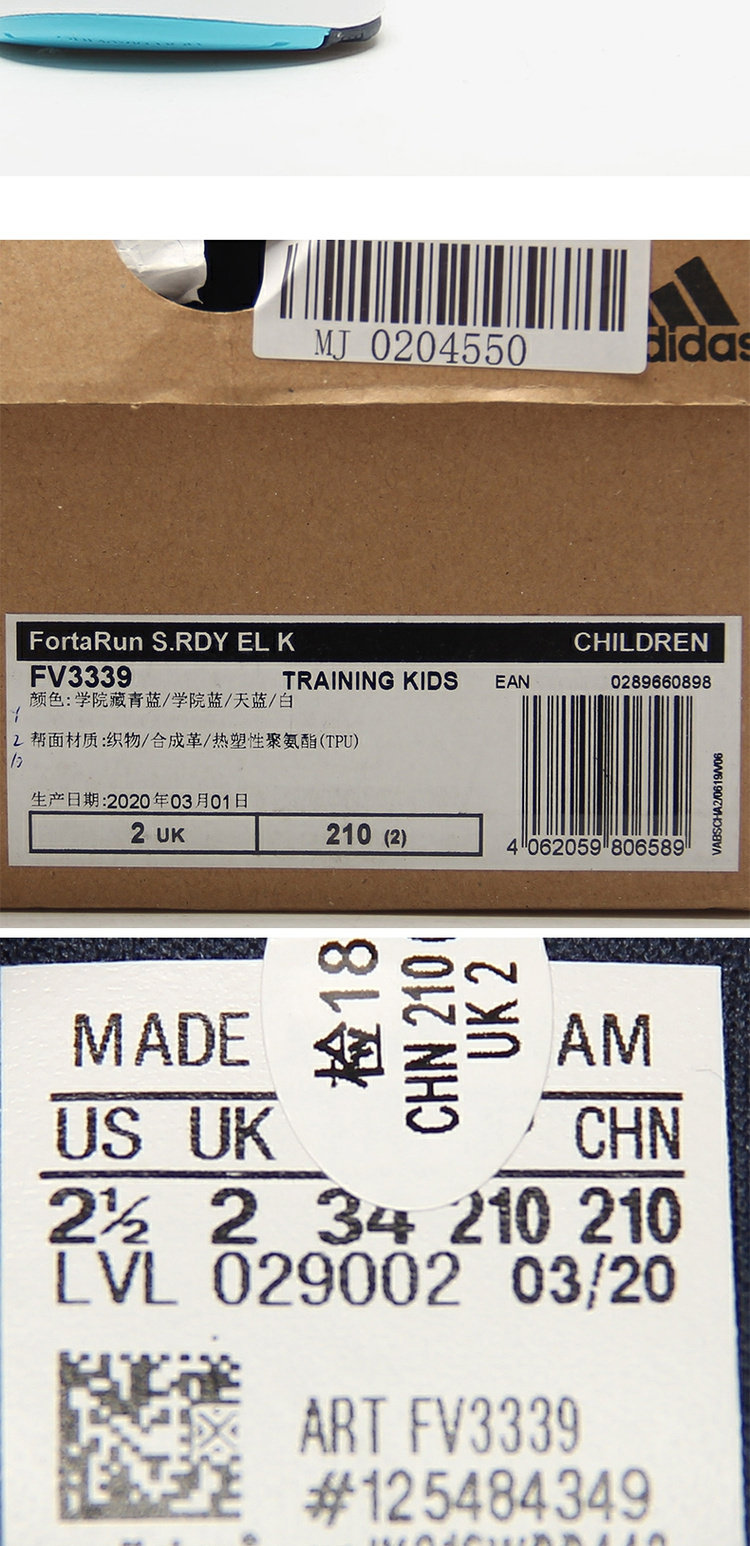 MJ 0204550
adidas
FortaRun S.RDY EL K CHILDREN
FV3339 TRAINING KIDS EAN 0289660898
颜色:学院藏青蓝/学院蓝/天蓝/白
帮面材质:织物/合成革/热塑性聚氨酯(TPU)
生产日期:2020年03月01日
2 UK 210 (2)
4 062059 806589
VABSCHA2/0619/V06
检18
CHN 210
UK 2
MADE AM
US UK CHN
2½ 2 34 210 210
LVL 029002 03/20
ART FV3339
#125484349